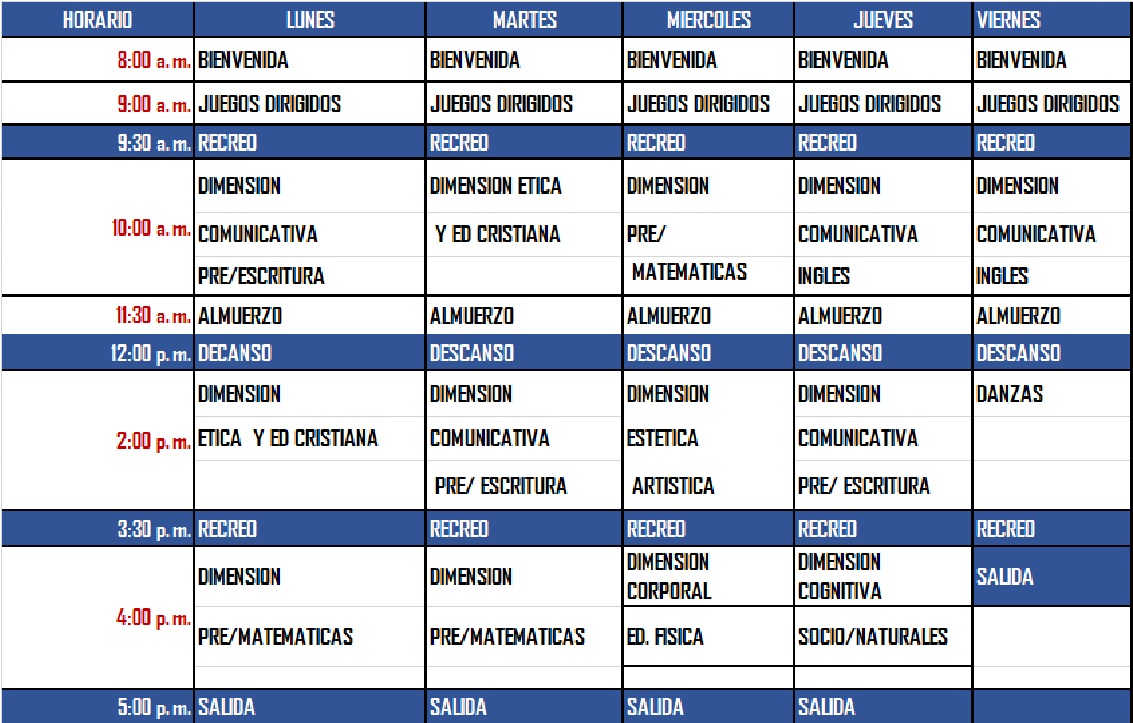 HORARIO LUNES MARTES MIERCOLES JUEVES VIERNES
8:00 a. m. BIENVENIDA BIENVENIDA BIENVENIDA BIENVENIDA BIENVENIDA
9:00 a. m. JUEGOS DIRIGIDOS JUEGOS DIRIGIDOS JUEGOS DIRIGIDOS JUEGOS DIRIGIDOS JUEGOS DIRIGIDOS
9:30 a. m. RECREO RECREO RECREO RECREO RECREO
DIMENSION DIMENSION ETICA DIMENSION DIMENSION DIMENSION
10:00 a. m. COMUNICATIVA Y ED CRISTIANA PRE/ COMUNICATIVA COMUNICATIVA
PRE/ESCRITURA MATEMATICAS INGLES INGLES
11:30 a. m. ALMUERZO ALMUERZO ALMUERZO ALMUERZO ALMUERZO
12:00 p. m. DECANSO DESCANSO DESCANSO DESCANSO DESCANSO
DIMENSION DIMENSION DIMENSION DIMENSION DANZAS
2:00 p. m. ETICA Y ED CRISTIANA COMUNICATIVA ESTETICA COMUNICATIVA
PRE/ ESCRITURA ARTISTICA PRE/ ESCRITURA
3:30 p. m. RECREO RECREO RECREO RECREO RECREO
DIMENSION DIMENSION DIMENSION CORPORAL DIMENSION COGNITIVA SALIDA
4:00 p. m. PRE/MATEMATICAS PRE/MATEMATICAS ED. FISICA SOCIO/NATURALES
5:00 p. m. SALIDA SALIDA SALIDA SALIDA